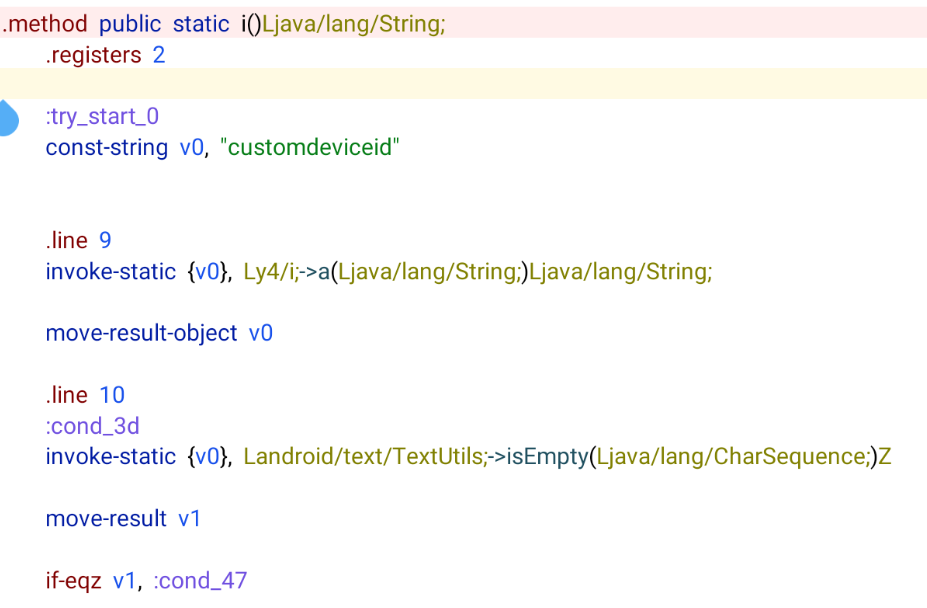 .method public static i()Ljava/lang/String;
.registers 2
:try_start_0
const-string v0, "customdeviceid"
.line 9
invoke-static {v0}, Ly4/i;->a(Ljava/lang/String;)Ljava/lang/String;
move-result-object v0
.line 10
:cond_3d
invoke-static {v0}, Landroid/text/TextUtils;->isEmpty(Ljava/lang/CharSequence;)Z
move-result v1
if-eqz v1, :cond_47